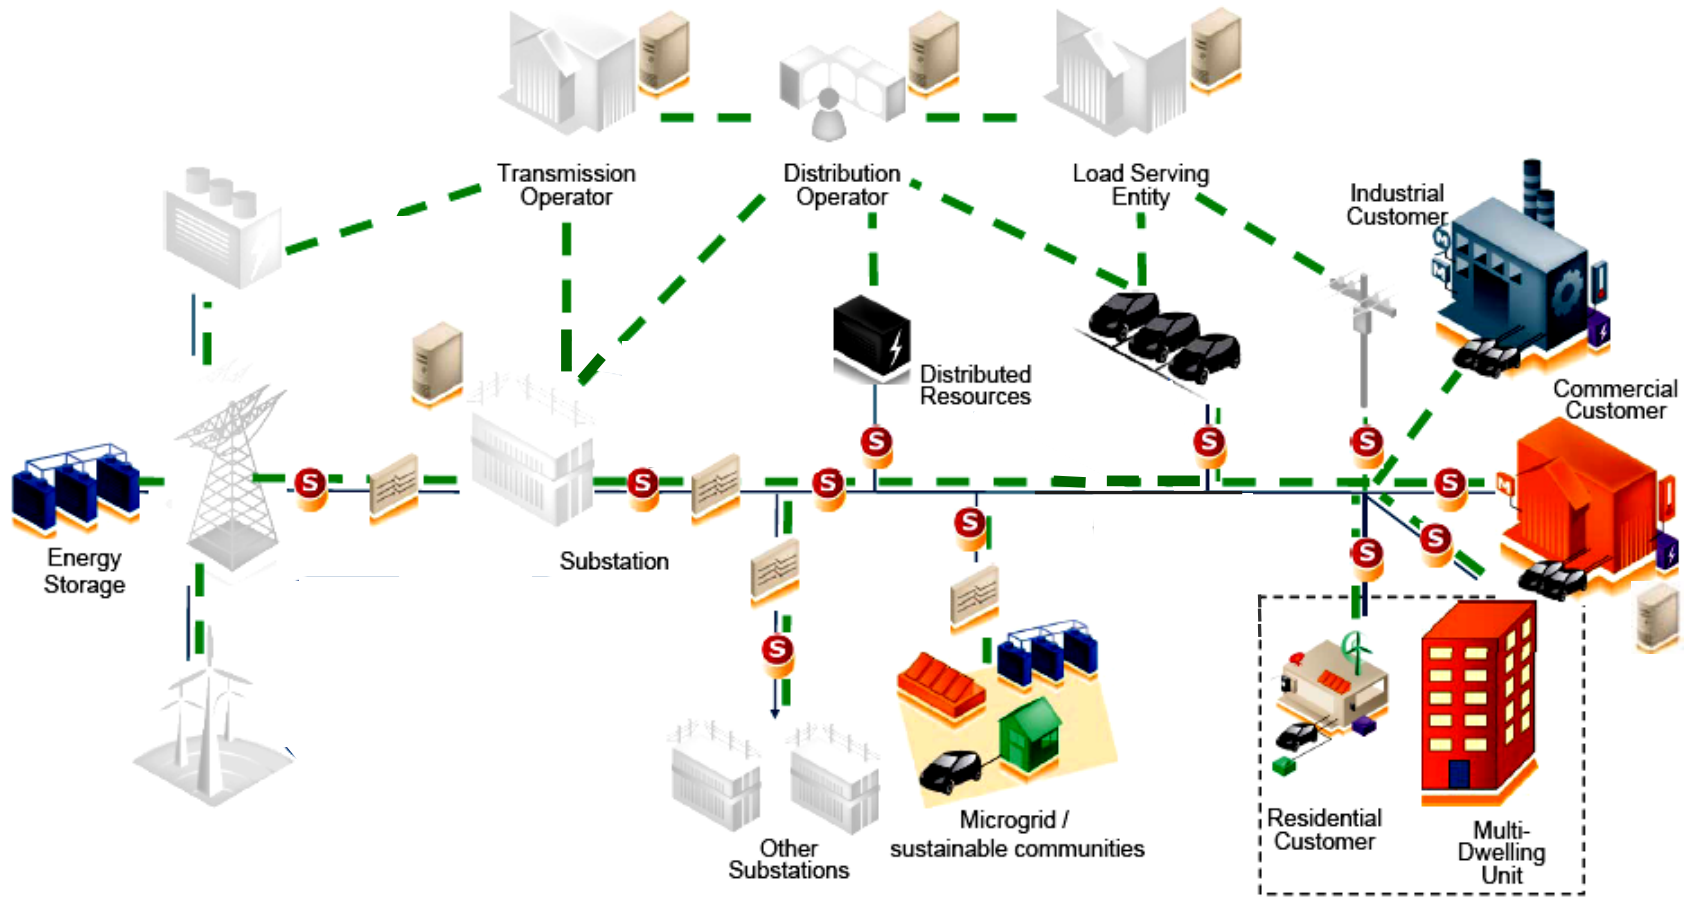 Transmission
Operator
Distribution
Operator
Load Serving
Entity
Industrial
Customer
M
M
Distributed
Resources
Commercial
Customer
S
S
S
S
S
S
S
M
S
S
S
Energy
Storage
Substation
S
Other
Substations
Microgrid /
sustainable communities
Residential
Customer
Multi-
Dwelling
Unit